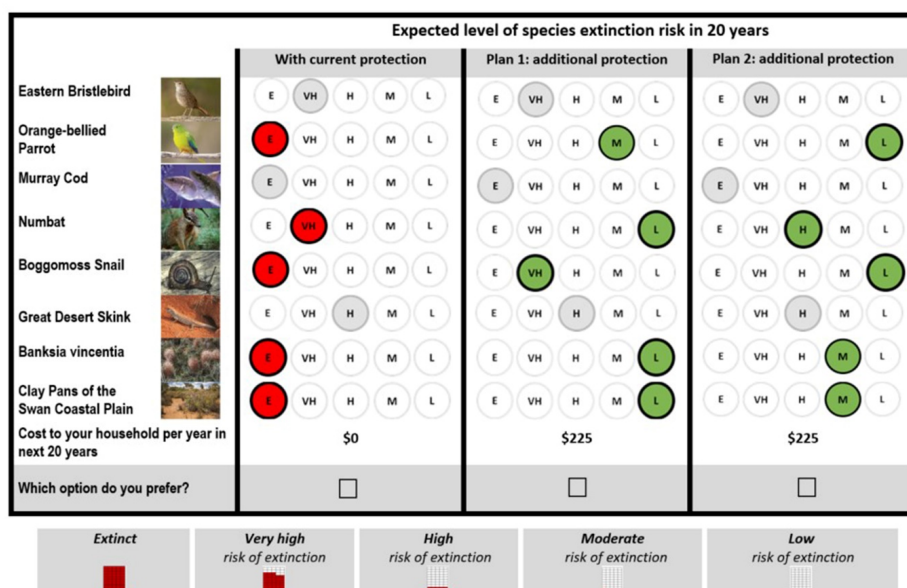 Expected level of species extinction risk in 20 years
With current protection Plan 1: additional protection Plan 2: additional protection
Eastern Bristlebird E VH H M L E VH H M L E VH H M L
Orange-bellied
Parrot E VH H M L E VH H M L E VH H M L
Murray Cod E VH H M L E VH H M L E VH H M L
Numbat E VH H M L E VH H M L E VH H M L
Boggomoss Snail E VH H M L E VH H M L E VH H M L
Great Desert Skink E VH H M L E VH H M L E VH H M L
Banksia vincentia E VH H M L E VH H M L E VH H M L
Clay Pans of the
Swan Coastal Plain E VH H M L E VH H M L E VH H M L
Cost to your household per year in
next 20 years $0 $225 $225
Which option do you prefer?
Extinct Very high High Moderate Low
risk of extinction risk of extinction risk of extinction risk of extinction